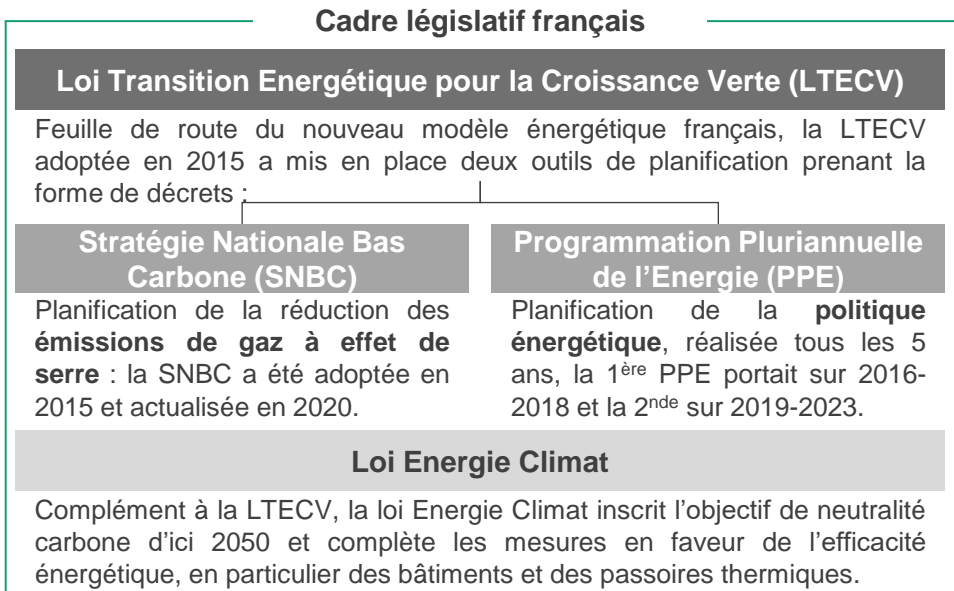 Cadre législatif français
Loi Transition Energétique pour la Croissance Verte (LTECV)
Feuille de route du nouveau modèle énergétique français, la LTECV
adoptée en 2015 a mis en place deux outils de planification prenant la
forme de décrets :
Stratégie Nationale Bas
Carbone (SNBC)
Planification de la réduction des
émissions de gaz à effet de
serre : la SNBC a été adoptée en
2015 et actualisée en 2020.
Programmation Pluriannuelle
de l’Energie (PPE)
Planification de la politique
énergétique, réalisée tous les 5
ans, la 1ère PPE portait sur 2016-
2018 et la 2nde sur 2019-2023.
Loi Energie Climat
Complément à la LTECV, la loi Energie Climat inscrit l’objectif de neutralité
carbone d’ici 2050 et complète les mesures en faveur de l’efficacité
énergétique, en particulier des bâtiments et des passoires thermiques.